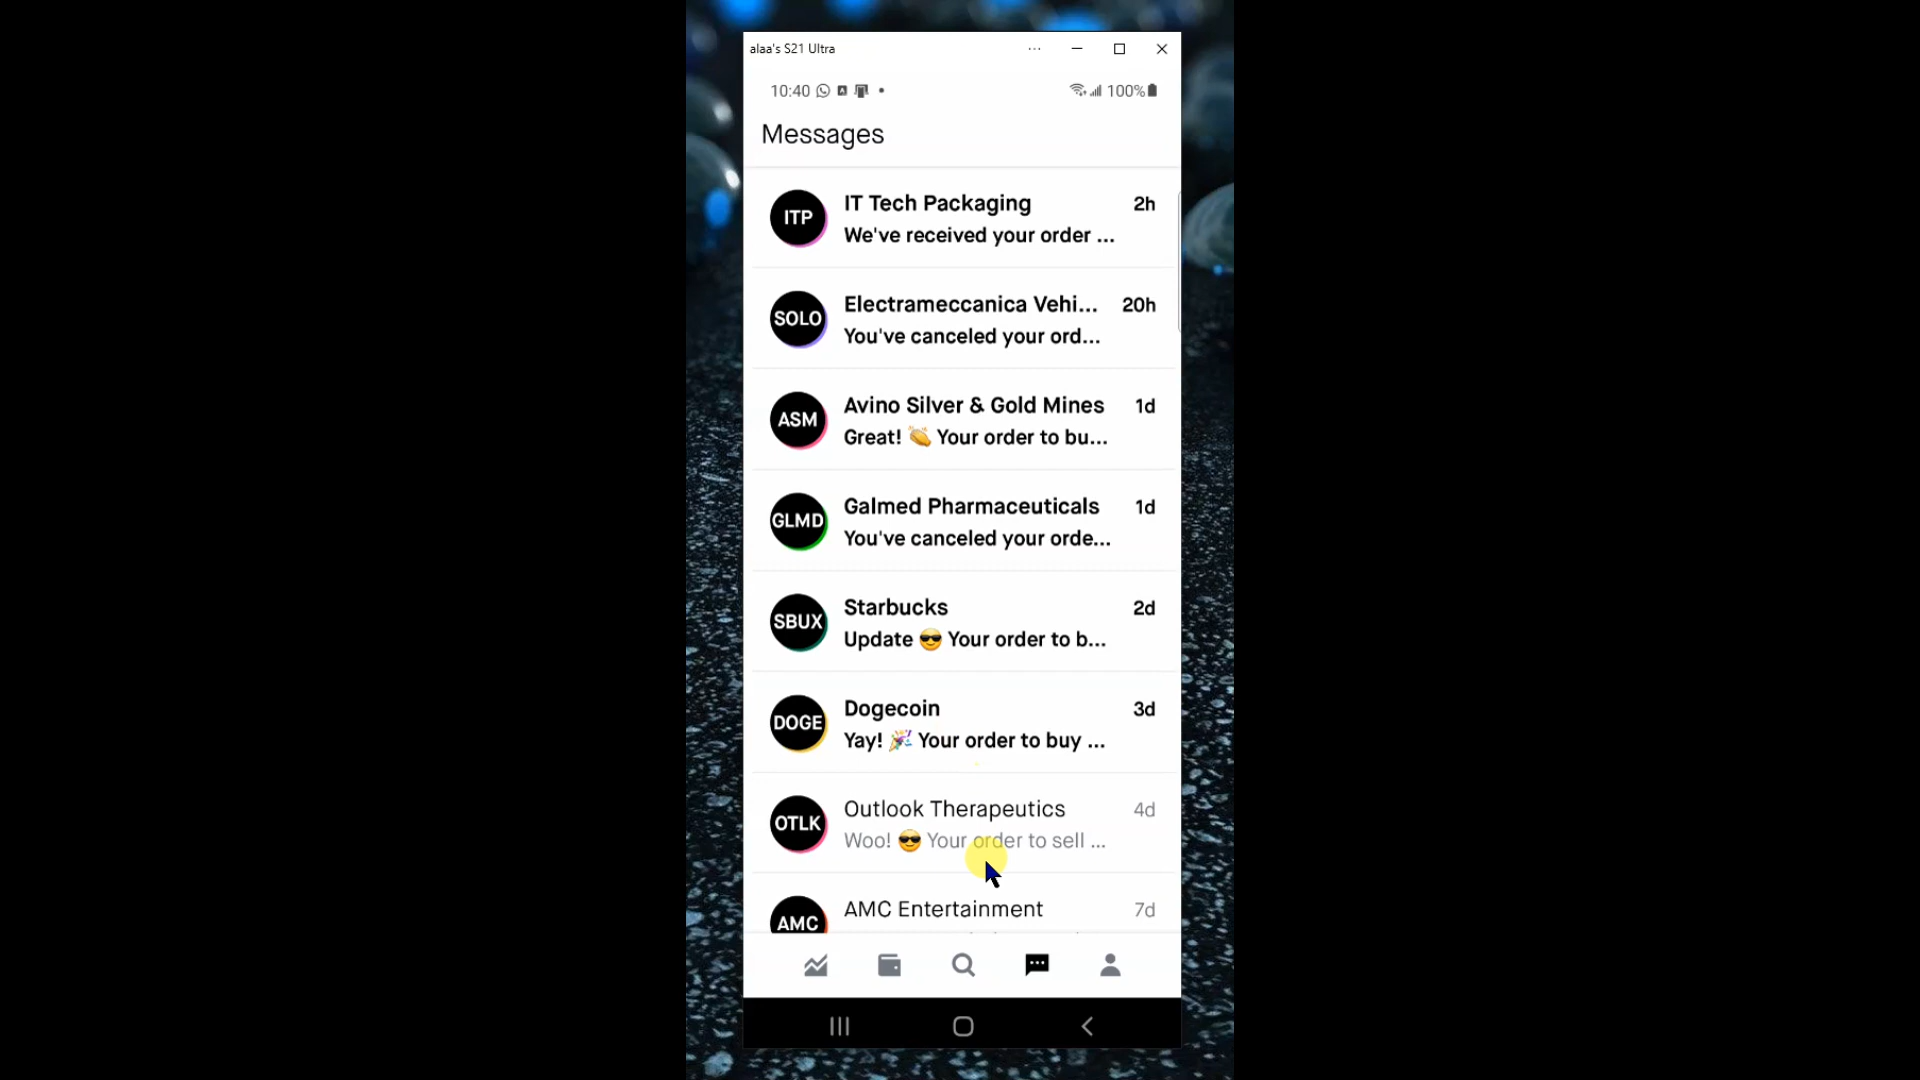 alaa's S21 Ultra
10:40
100%
Messages
ITP
IT Tech Packaging
2h
We've received your order ...
SOLO
Electrameccanica Vehi...
20h
You've canceled your ord...
ASM
Avino Silver & Gold Mines
1d
Great! 👏 Your order to bu...
GLMD
Galmed Pharmaceuticals
1d
You've canceled your orde...
SBUX
Starbucks
2d
Update 😎 Your order to b...
DOGE
Dogecoin
3d
Yay! 🎉 Your order to buy ...
OTLK
Outlook Therapeutics
4d
Woo! 😎 Your order to sell ...
AMC
AMC Entertainment
7d